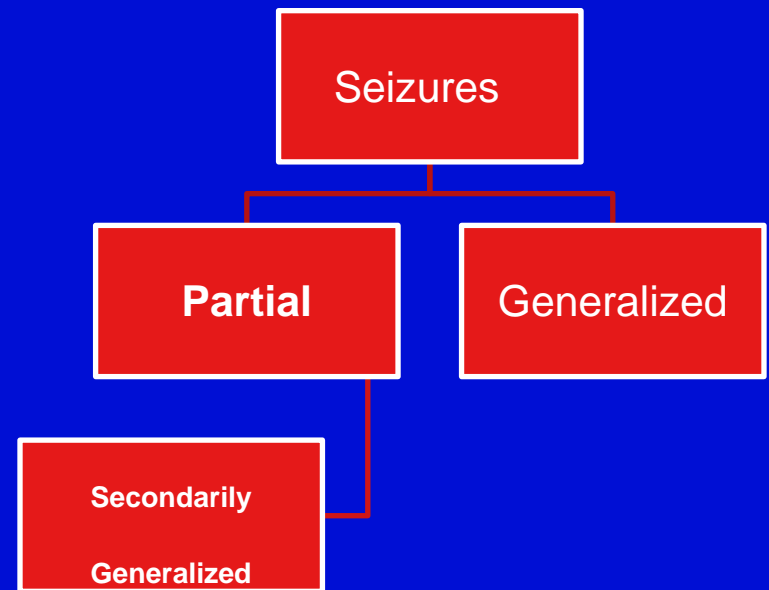 Seizures
Partial
Generalized
Secondarily
Generalized